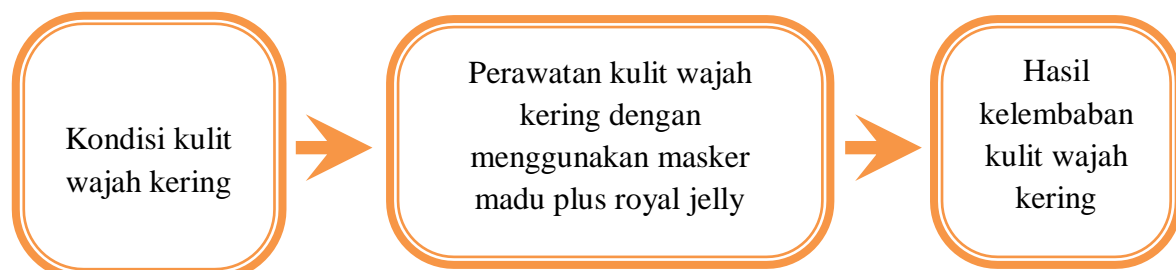 Kondisi kulit
wajah kering
Perawatan kulit wajah
kering dengan
menggunakan masker
madu plus royal jelly
Hasil
kelembaban
kulit wajah
kering